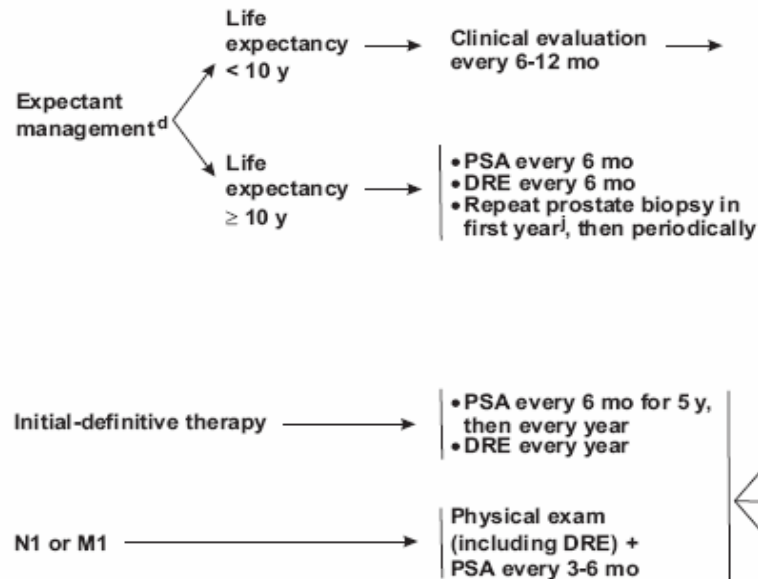 Life
expectancy
< 10 y
Clinical evaluation
every 6-12 mo
Expectant
managementᵈ
Life
expectancy
≥ 10 y
• PSA every 6 mo
• DRE every 6 mo
• Repeat prostate biopsy in
first yearʲ, then periodically
Initial-definitive therapy
• PSA every 6 mo for 5 y,
then every year
• DRE every year
N1 or M1
Physical exam
(including DRE) +
PSA every 3-6 mo